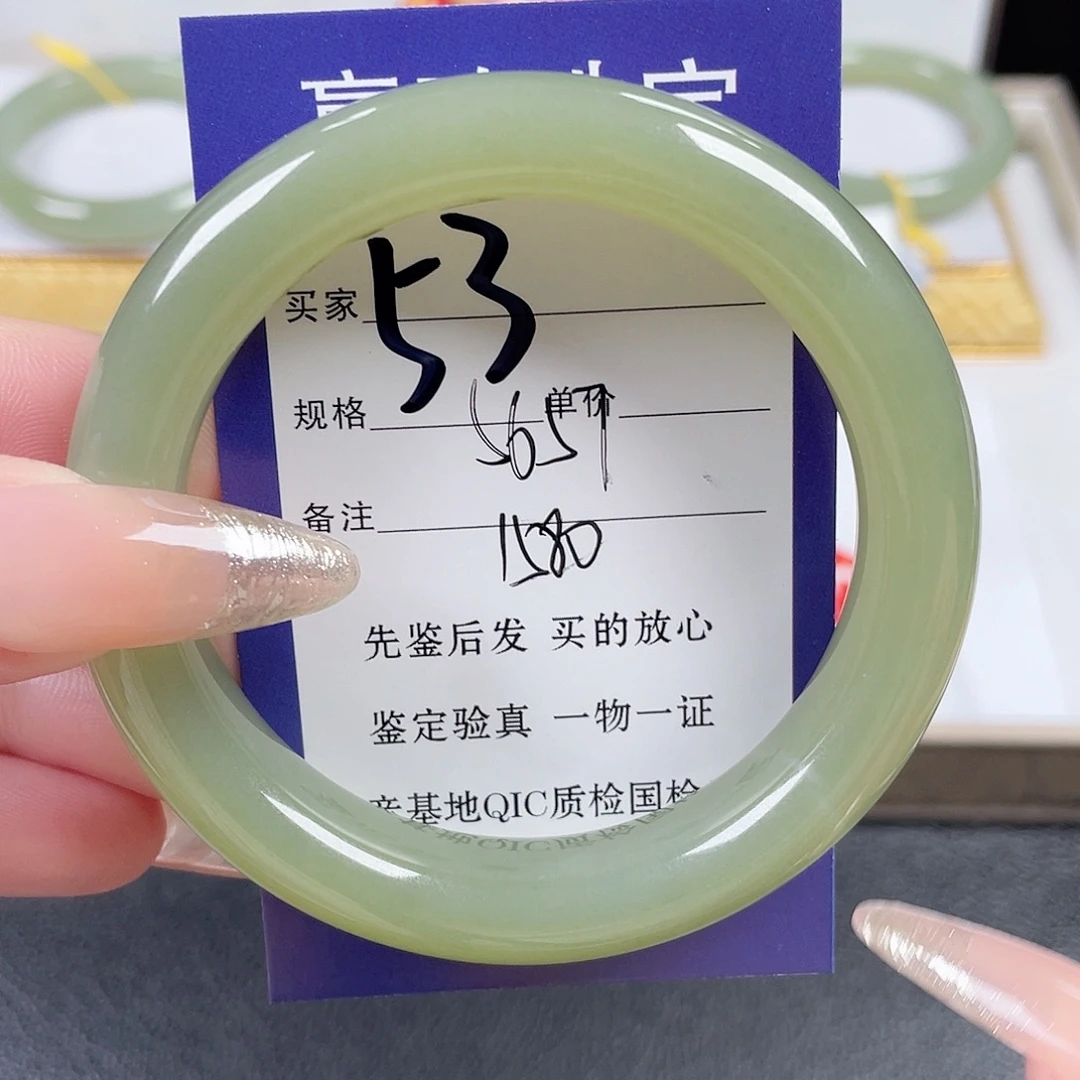 53
买家
规格 单价
5657
备注
1580
先鉴后发 买的放心
鉴定验真 一物一证
基地QIC质检国检